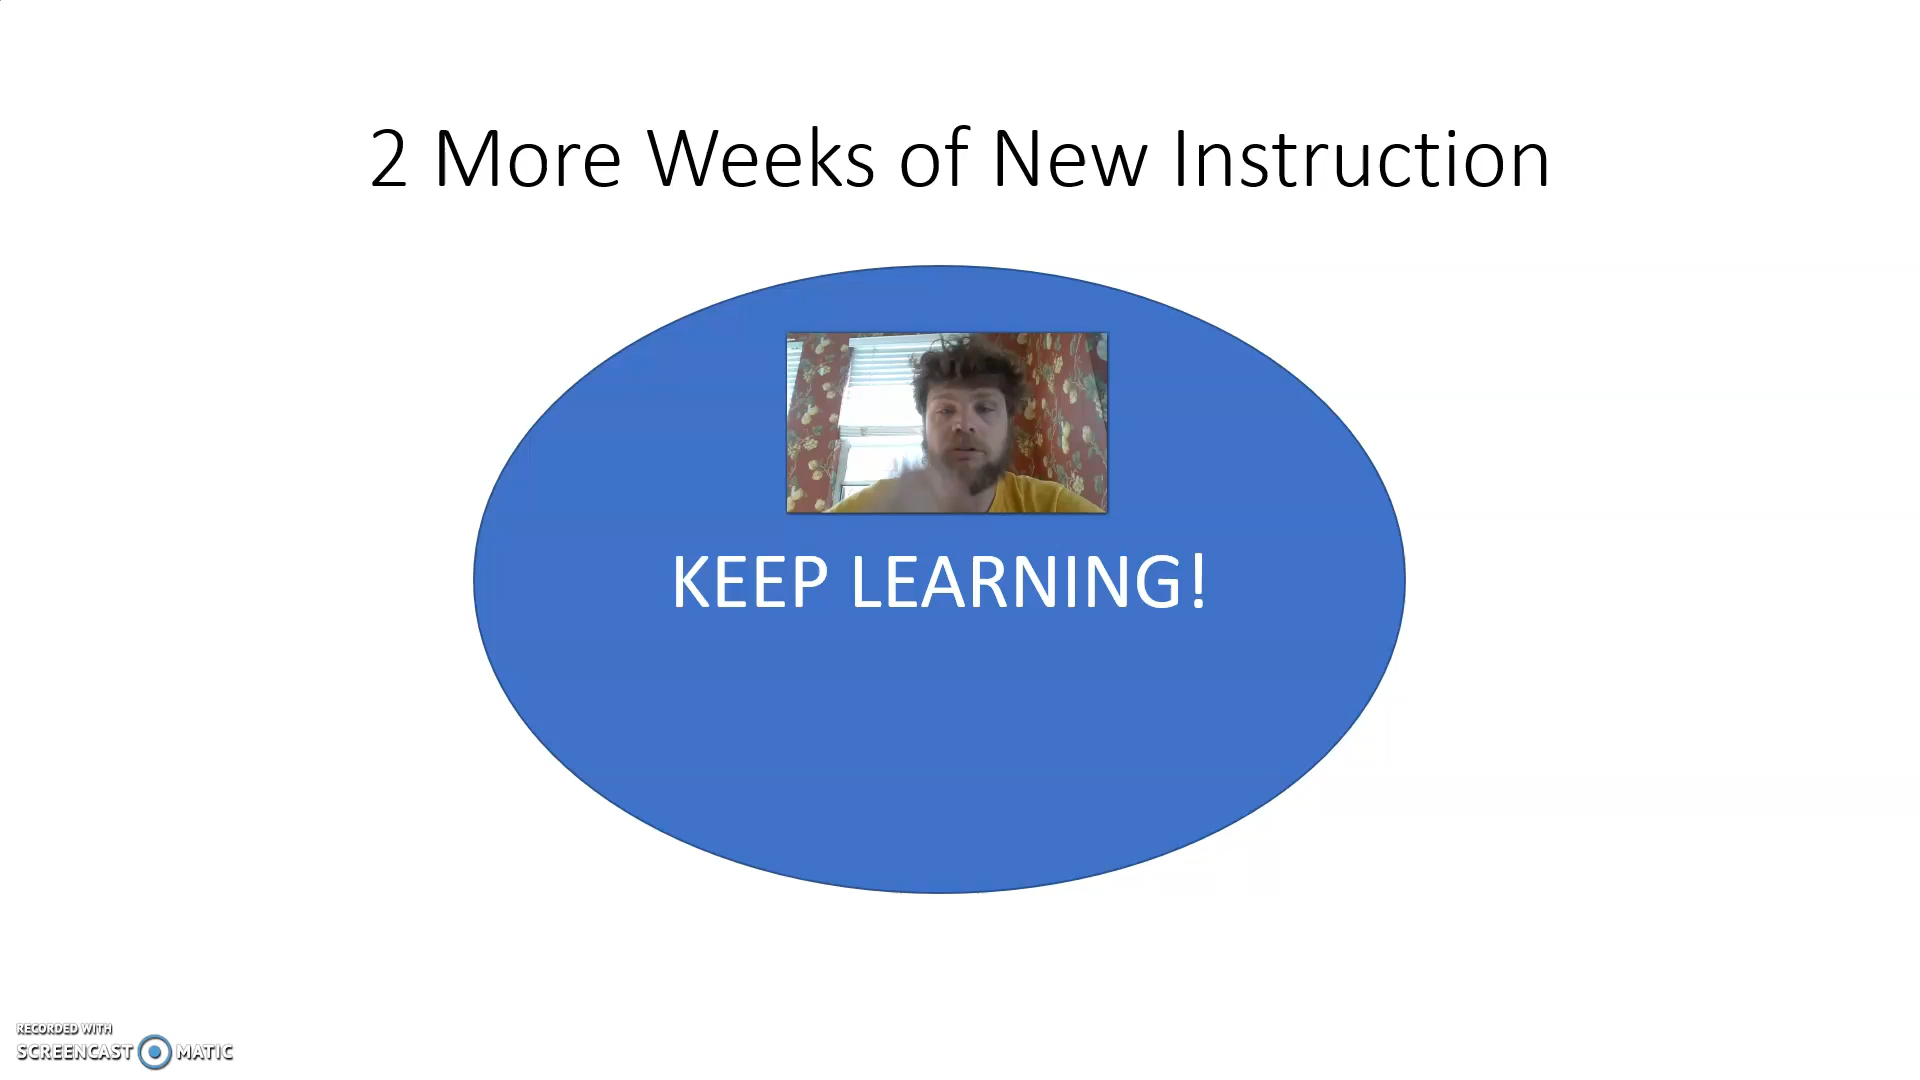 2 More Weeks of New Instruction
KEEP LEARNING!
RECORDED WITH
SCREENCAST MATIC